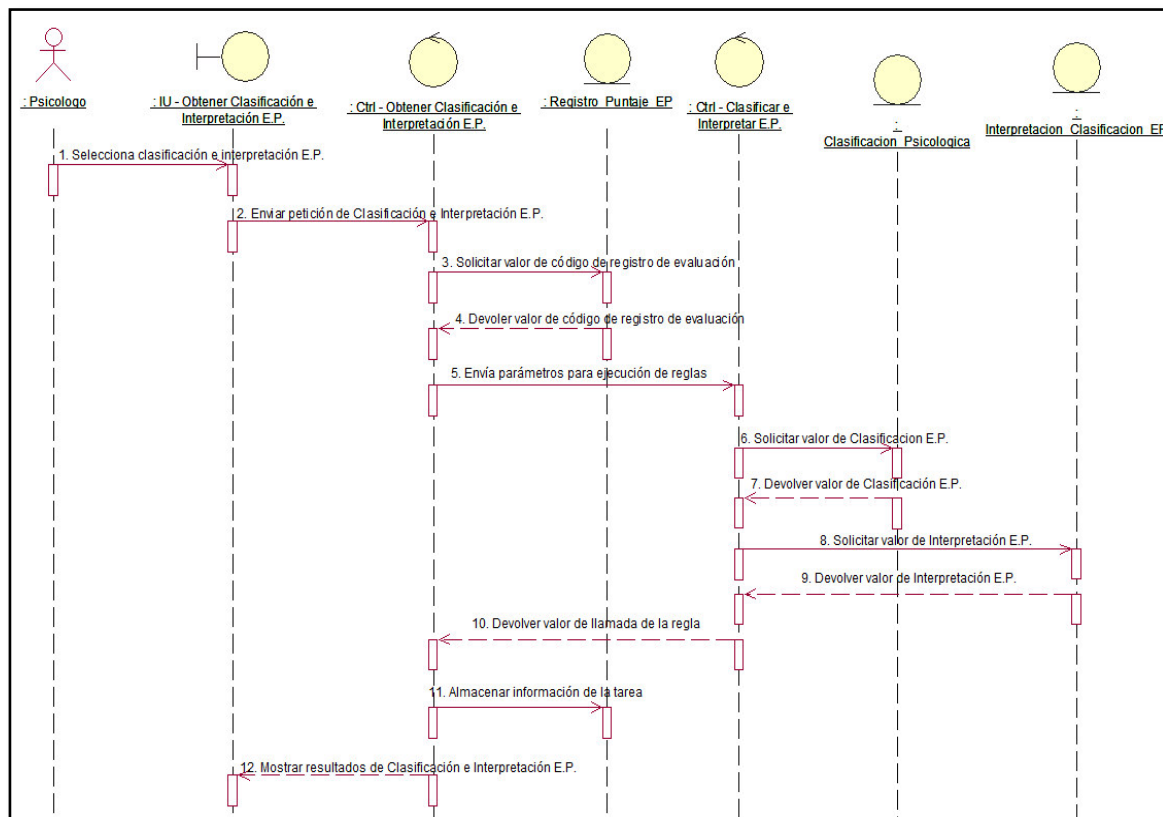 : Psicologo
: IU - Obtener Clasificación e
Interpretación E.P.
: Ctrl - Obtener Clasificación e
Interpretación E.P.
: Registro_Puntaje_EP
: Ctrl - Clasificar e
Interpretar E.P.
:
Clasificacion_Psicologica
:
Interpretacion_Clasificacion_EP
1. Selecciona clasificación e interpretación E.P.
2. Enviar petición de Clasificación e Interpretación E.P.
3. Solicitar valor de código de registro de evaluación
4. Devoler valor de código de registro de evaluación
5. Envía parámetros para ejecución de reglas
6. Solicitar valor de Clasificacion E.P.
7. Devolver valor de Clasificación E.P.
8. Solicitar valor de Interpretación E.P.
9. Devolver valor de Interpretación E.P.
10. Devolver valor de llamada de la regla
11. Almacenar información de la tarea
12. Mostrar resultados de Clasificación e Interpretación E.P.